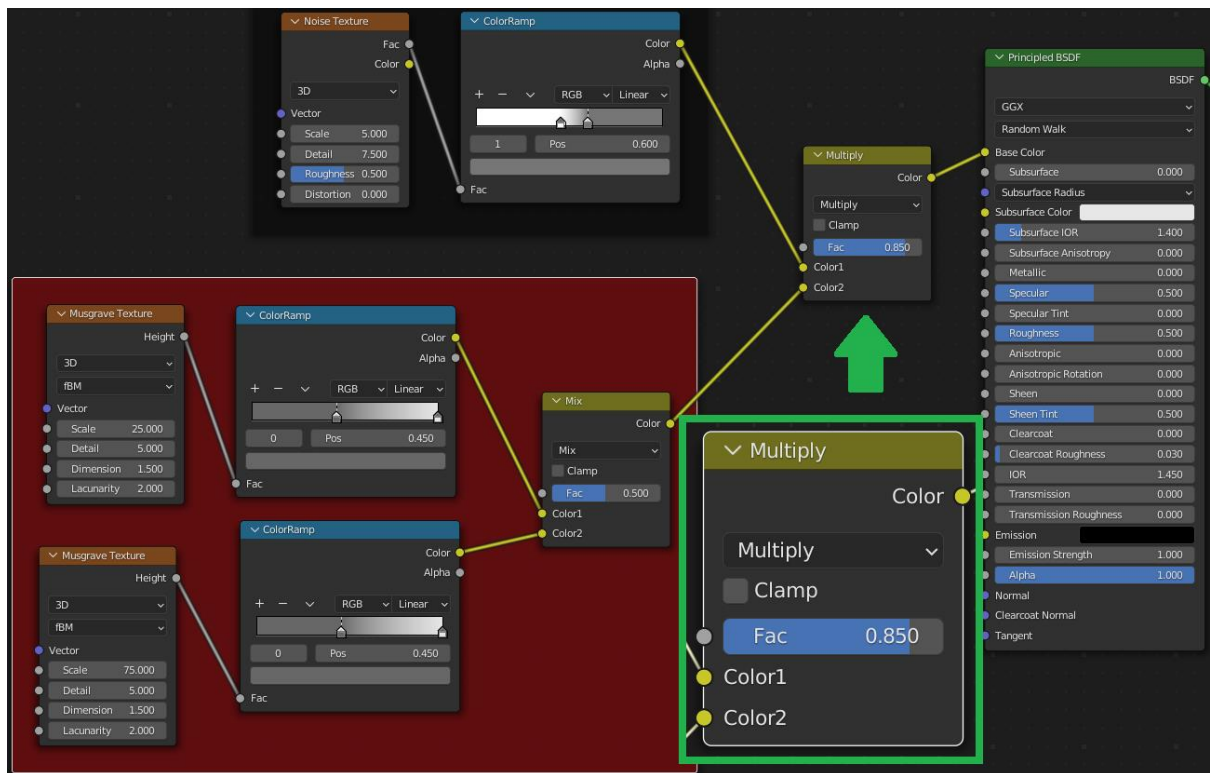 Noise Texture
Fac
Color
3D
Vector
Scale 5.000
Detail 7.500
Roughness 0.500
Distortion 0.000
ColorRamp
Color
Alpha
+ − RGB Linear
1 Pos 0.600
Fac
Multiply
Color
Multiply
Clamp
Fac 0.850
Color1
Color2
Principled BSDF
BSDF
GGX
Random Walk
Base Color
Subsurface 0.000
Subsurface Radius
Subsurface Color
Subsurface IOR 1.400
Subsurface Anisotropy 0.000
Metallic 0.000
Specular 0.500
Specular Tint 0.000
Roughness 0.500
Anisotropic 0.000
Anisotropic Rotation 0.000
Sheen 0.000
Sheen Tint 0.500
Clearcoat 0.000
Clearcoat Roughness 0.030
IOR 1.450
Transmission 0.000
Transmission Roughness 0.000
Emission
Emission Strength 1.000
Alpha 1.000
Normal
Clearcoat Normal
Tangent
Musgrave Texture
Height
3D
fBM
Vector
Scale 25.000
Detail 5.000
Dimension 1.500
Lacunarity 2.000
ColorRamp
Color
Alpha
+ − RGB Linear
0 Pos 0.450
Fac
Mix
Color
Mix
Clamp
Fac 0.500
Color1
Color2
Musgrave Texture
Height
3D
fBM
Vector
Scale 75.000
Detail 5.000
Dimension 1.500
Lacunarity 2.000
ColorRamp
Color
Alpha
+ − RGB Linear
0 Pos 0.450
Fac
Multiply
Color
Multiply
Clamp
Fac 0.850
Color1
Color2